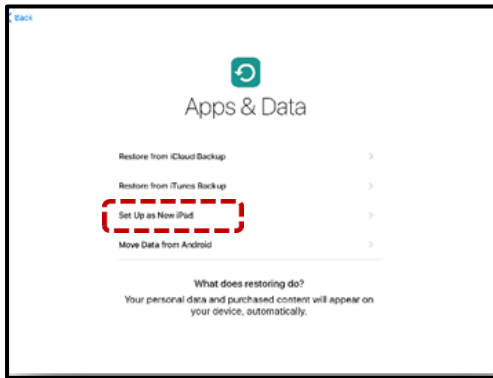 Back
Apps & Data
Restore from iCloud Backup
Restore from iTunes Backup
Set Up as New iPad
Move Data from Android
What does restoring do?
Your personal data and purchased content will appear on
your device, automatically.